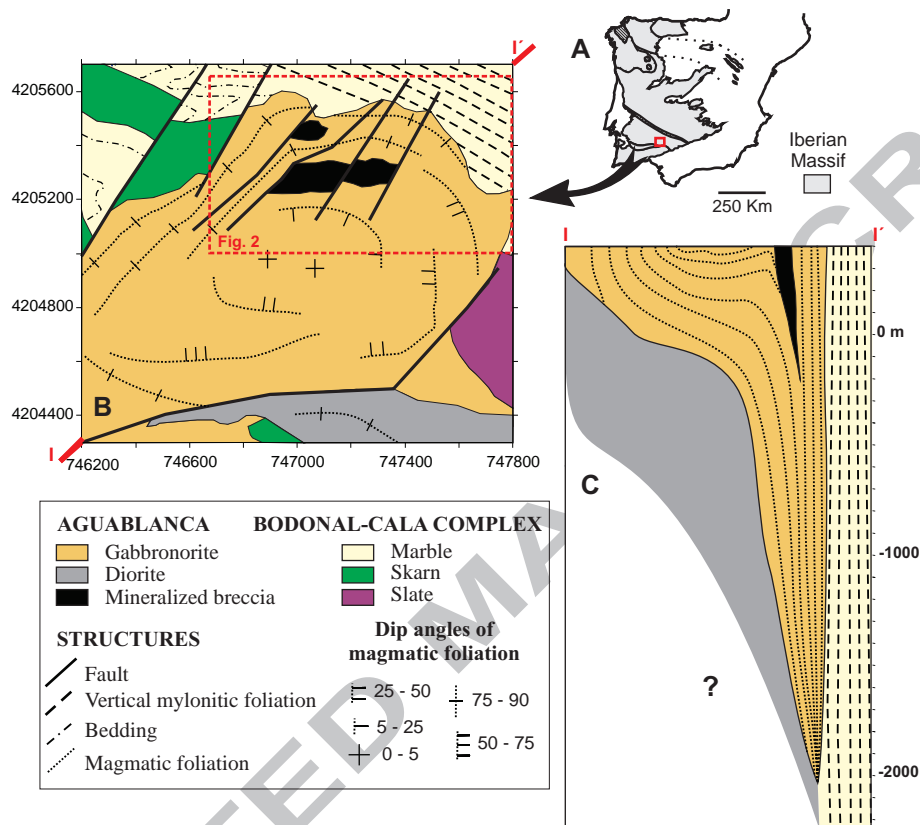 A
I´
4205600
4205200
4204800
4204400
Fig. 2
B
I
746200
746600
747000
747400
747800
Iberian
Massif
250 Km
I
I´
0 m
-1000
-2000
C
?
AGUABLANCA
BODONAL-CALA COMPLEX
Gabbronorite
Marble
Diorite
Skarn
Mineralized breccia
Slate
STRUCTURES
Dip angles of
magmatic foliation
Fault
Vertical mylonitic foliation
Bedding
Magmatic foliation
25 - 50
75 - 90
5 - 25
50 - 75
0 - 5